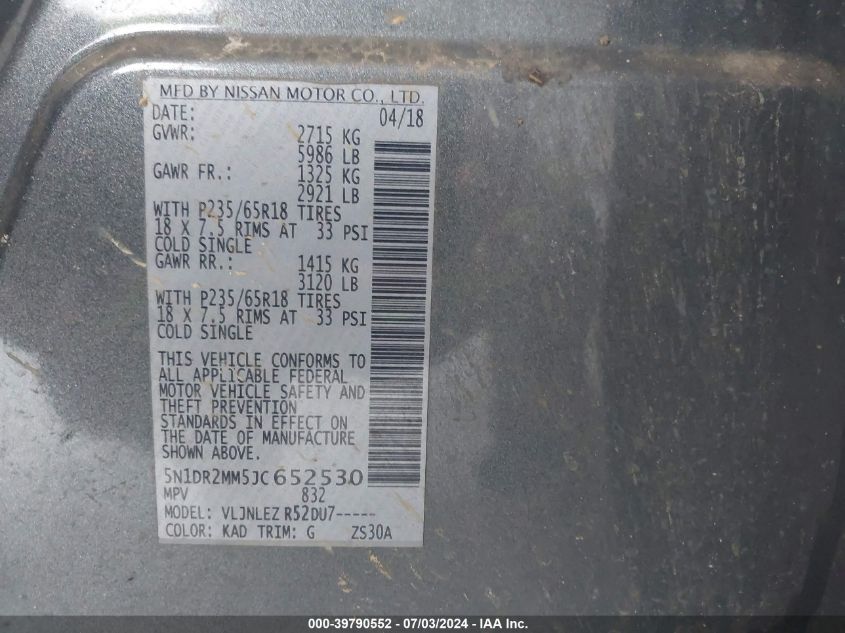 MFD BY NISSAN MOTOR CO., LTD.
DATE: 04/18
GVWR: 2715 KG
5986 LB
GAWR FR.: 1325 KG
2921 LB
WITH P235/65R18 TIRES
18 X 7.5 RIMS AT 33 PSI
COLD SINGLE
GAWR RR.: 1415 KG
3120 LB
WITH P235/65R18 TIRES
18 X 7.5 RIMS AT 33 PSI
COLD SINGLE
THIS VEHICLE CONFORMS TO
ALL APPLICABLE FEDERAL
MOTOR VEHICLE SAFETY AND
THEFT PREVENTION
STANDARDS IN EFFECT ON
THE DATE OF MANUFACTURE
SHOWN ABOVE.
5N1DR2MM5JC652530
MPV 832
MODEL: VLJNLEZ R52DU7-----
COLOR: KAD TRIM: G ZS30A
000-39790552 - 07/03/2024 - IAA Inc.